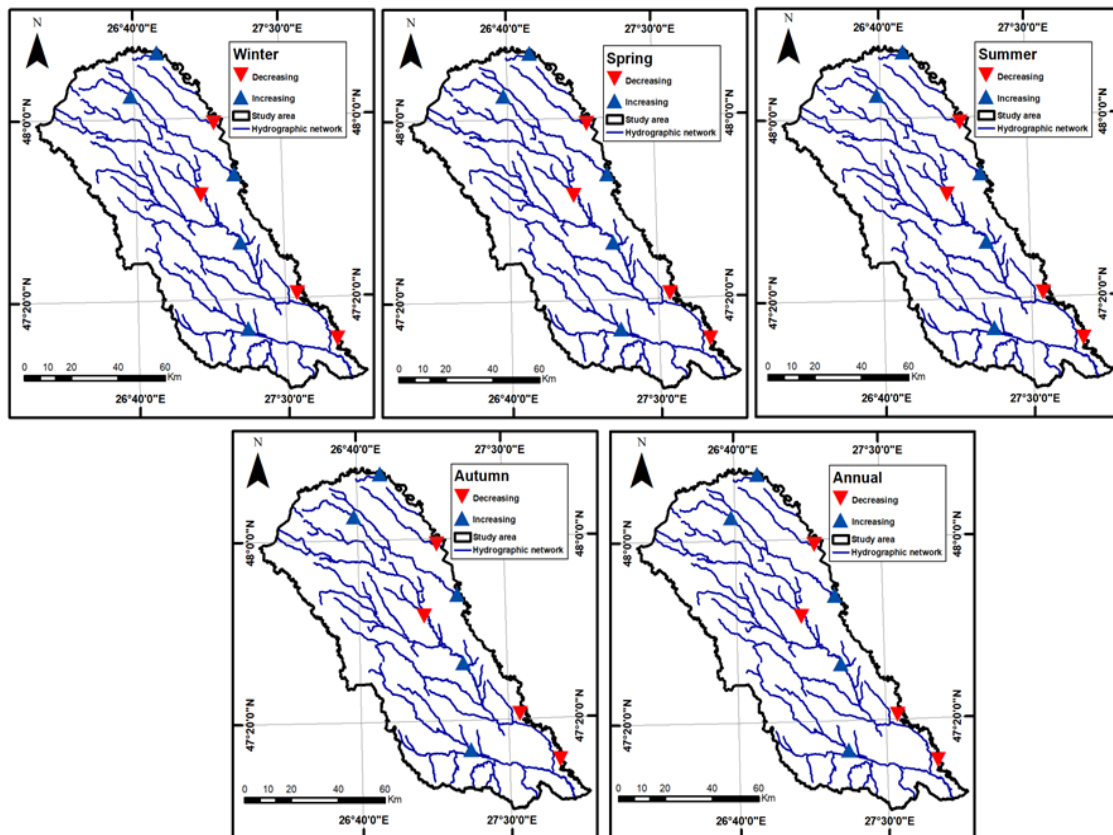 26°40'0"E 27°30'0"E
N
Winter
Decreasing
Increasing
Study area
Hydrographic network
48°0'0"N 48°0'0"N
47°20'0"N 47°20'0"N
0 10 20 40 60
Km
26°40'0"E 27°30'0"E
26°40'0"E 27°30'0"E
N
Spring
Decreasing
Increasing
Study area
Hydrographic network
48°0'0"N 48°0'0"N
47°20'0"N 47°20'0"N
0 10 20 40 60
Km
26°40'0"E 27°30'0"E
26°40'0"E 27°30'0"E
N
Summer
Decreasing
Increasing
Study area
Hydrographic network
48°0'0"N 48°0'0"N
47°20'0"N 47°20'0"N
0 10 20 40 60
Km
26°40'0"E 27°30'0"E
26°40'0"E 27°30'0"E
N
Autumn
Decreasing
Increasing
Study area
Hydrographic network
48°0'0"N 48°0'0"N
47°20'0"N 47°20'0"N
0 10 20 40 60
Km
26°40'0"E 27°30'0"E
26°40'0"E 27°30'0"E
N
Annual
Decreasing
Increasing
Study area
Hydrographic network
48°0'0"N 48°0'0"N
47°20'0"N 47°20'0"N
0 10 20 40 60
Km
26°40'0"E 27°30'0"E